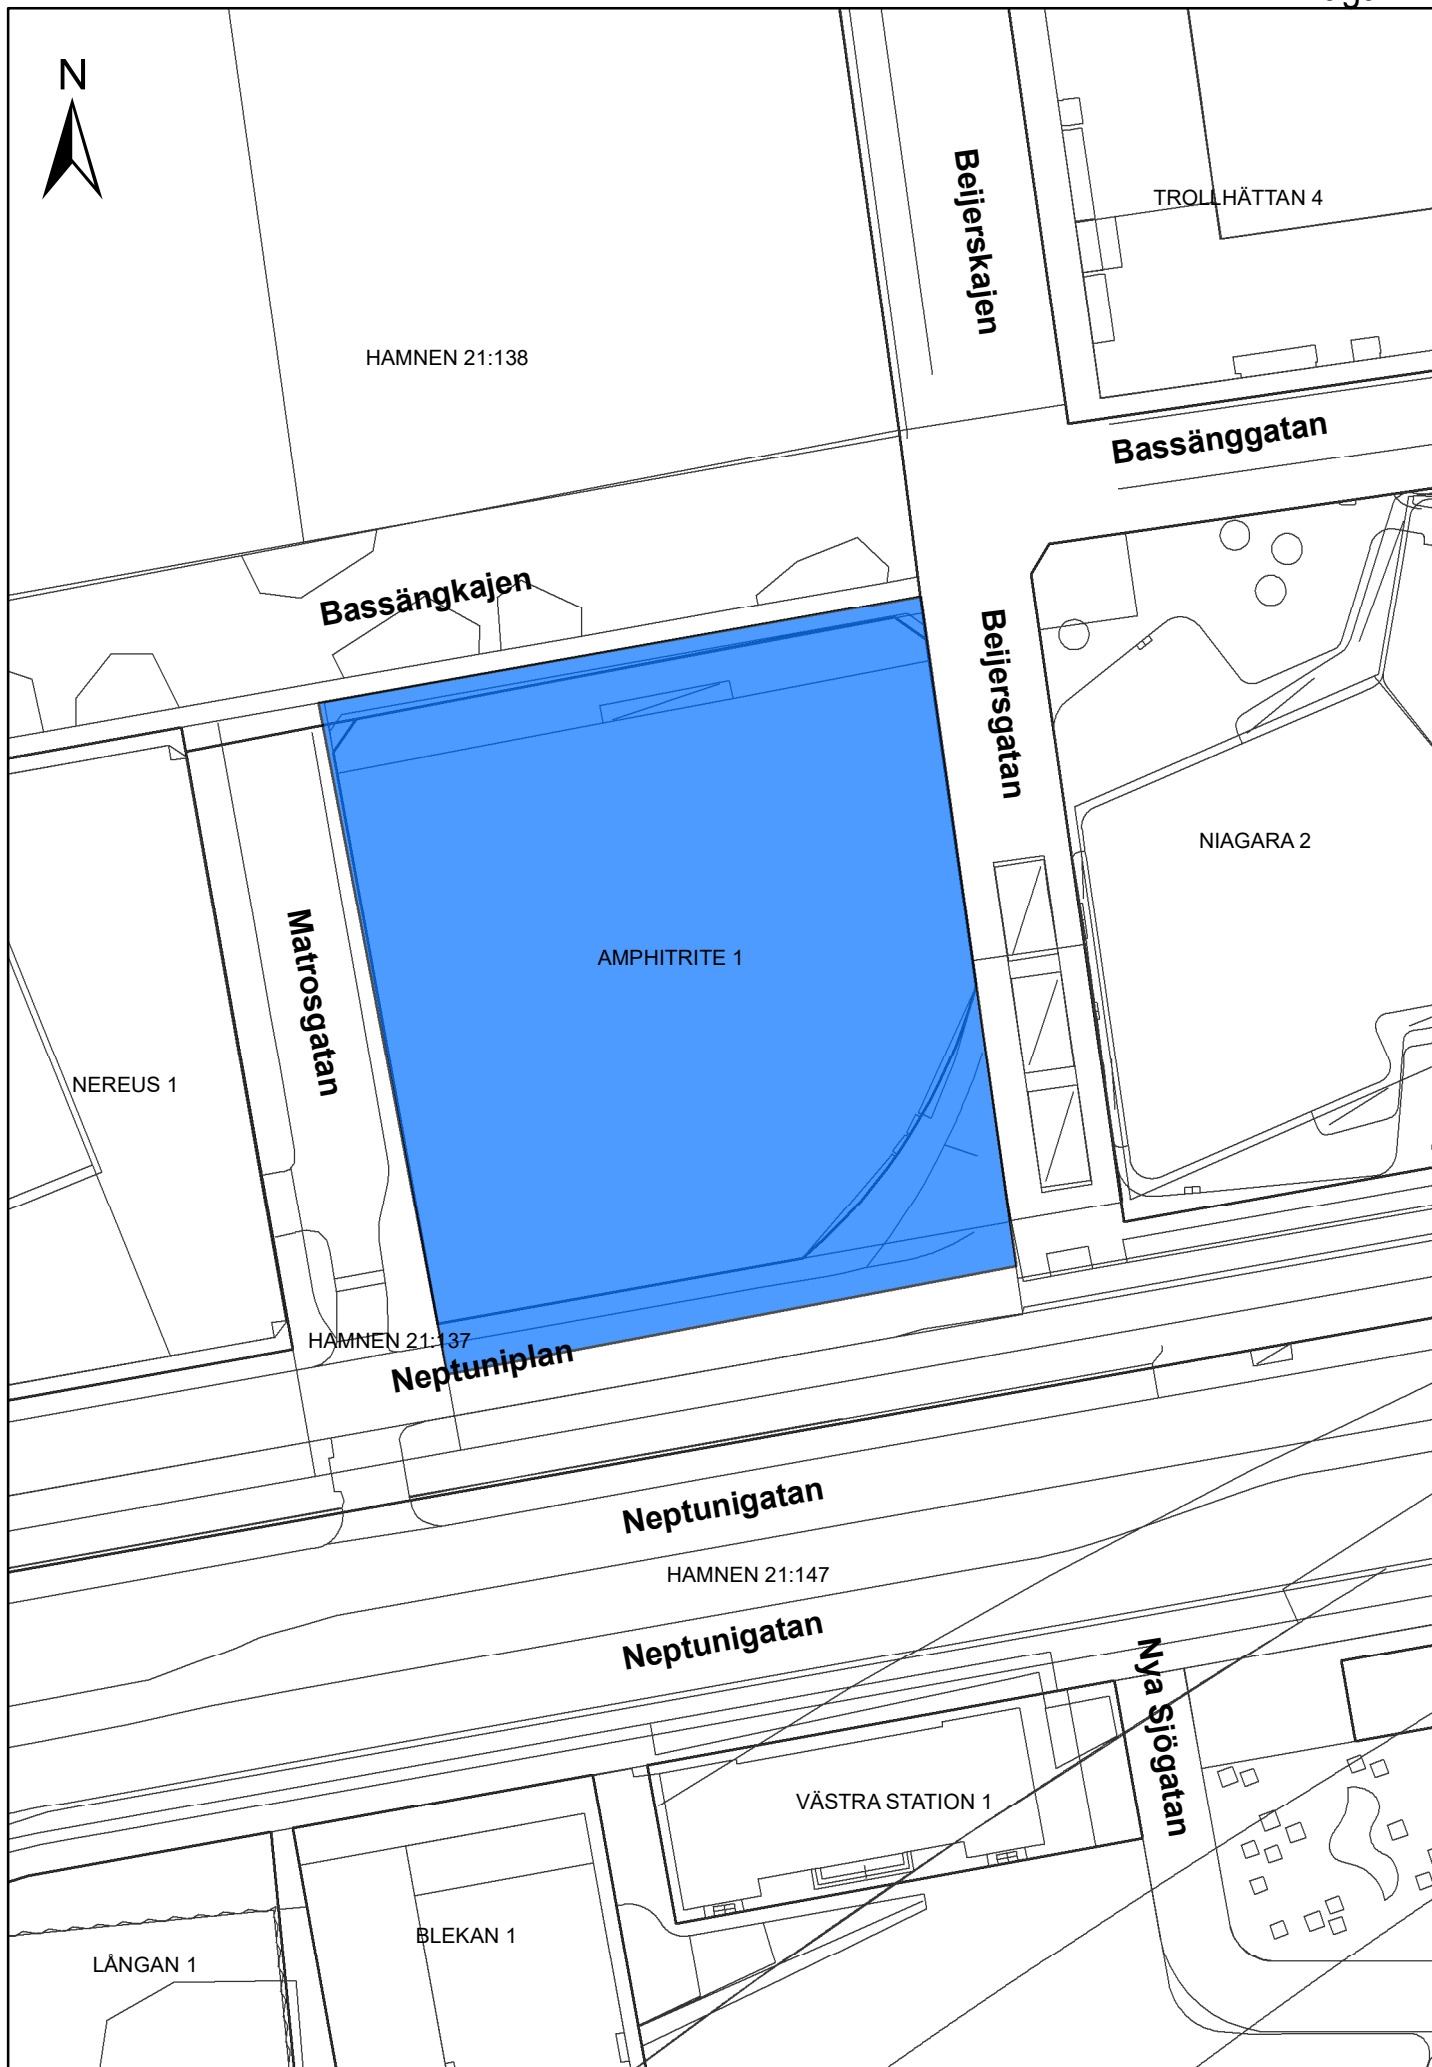 N
Beijerskajen
TROLLHÄTTAN 4
HAMNEN 21:138
Bassänggatan
Bassängkajen
Beijersgatan
NIAGARA 2
AMPHITRITE 1
Matrosgatan
NEREUS 1
HAMNEN 21:137
Neptuniplan
Neptunigatan
HAMNEN 21:147
Neptunigatan
Nya Sjögatan
VÄSTRA STATION 1
BLEKAN 1
LÅNGAN 1